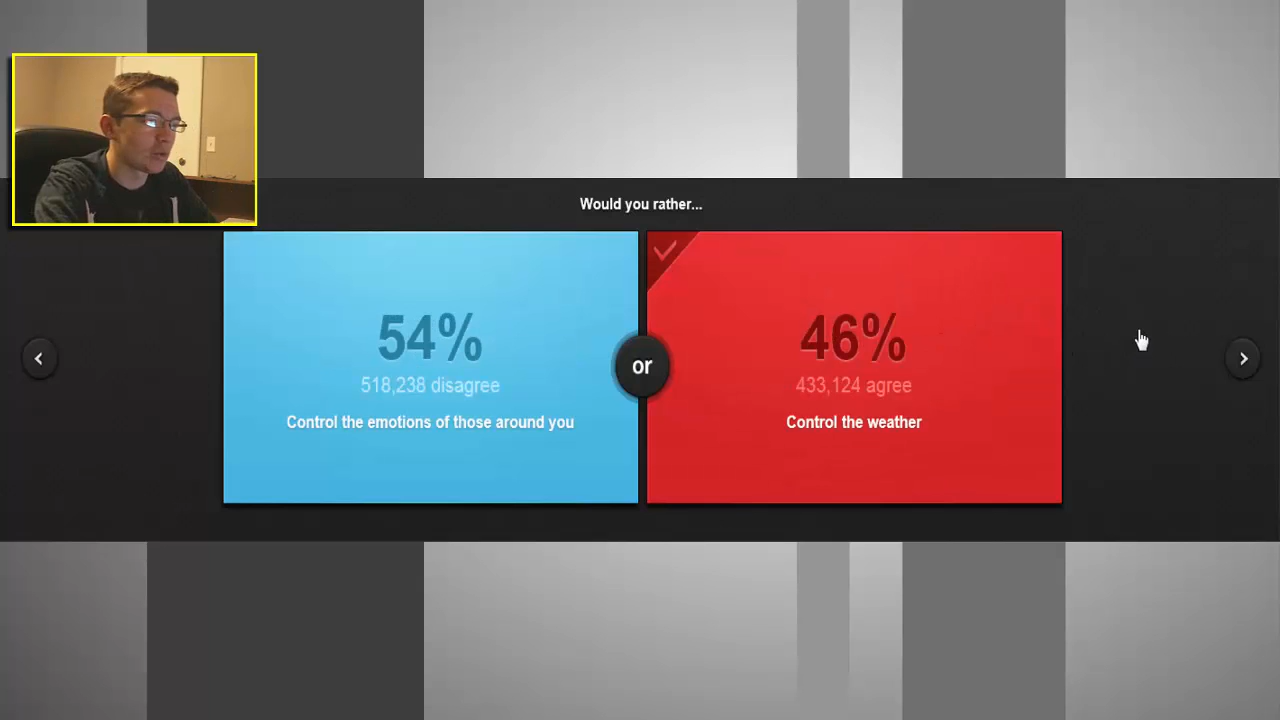 Would you rather...
54%
518,238 disagree
Control the emotions of those around you
or
46%
433,124 agree
Control the weather